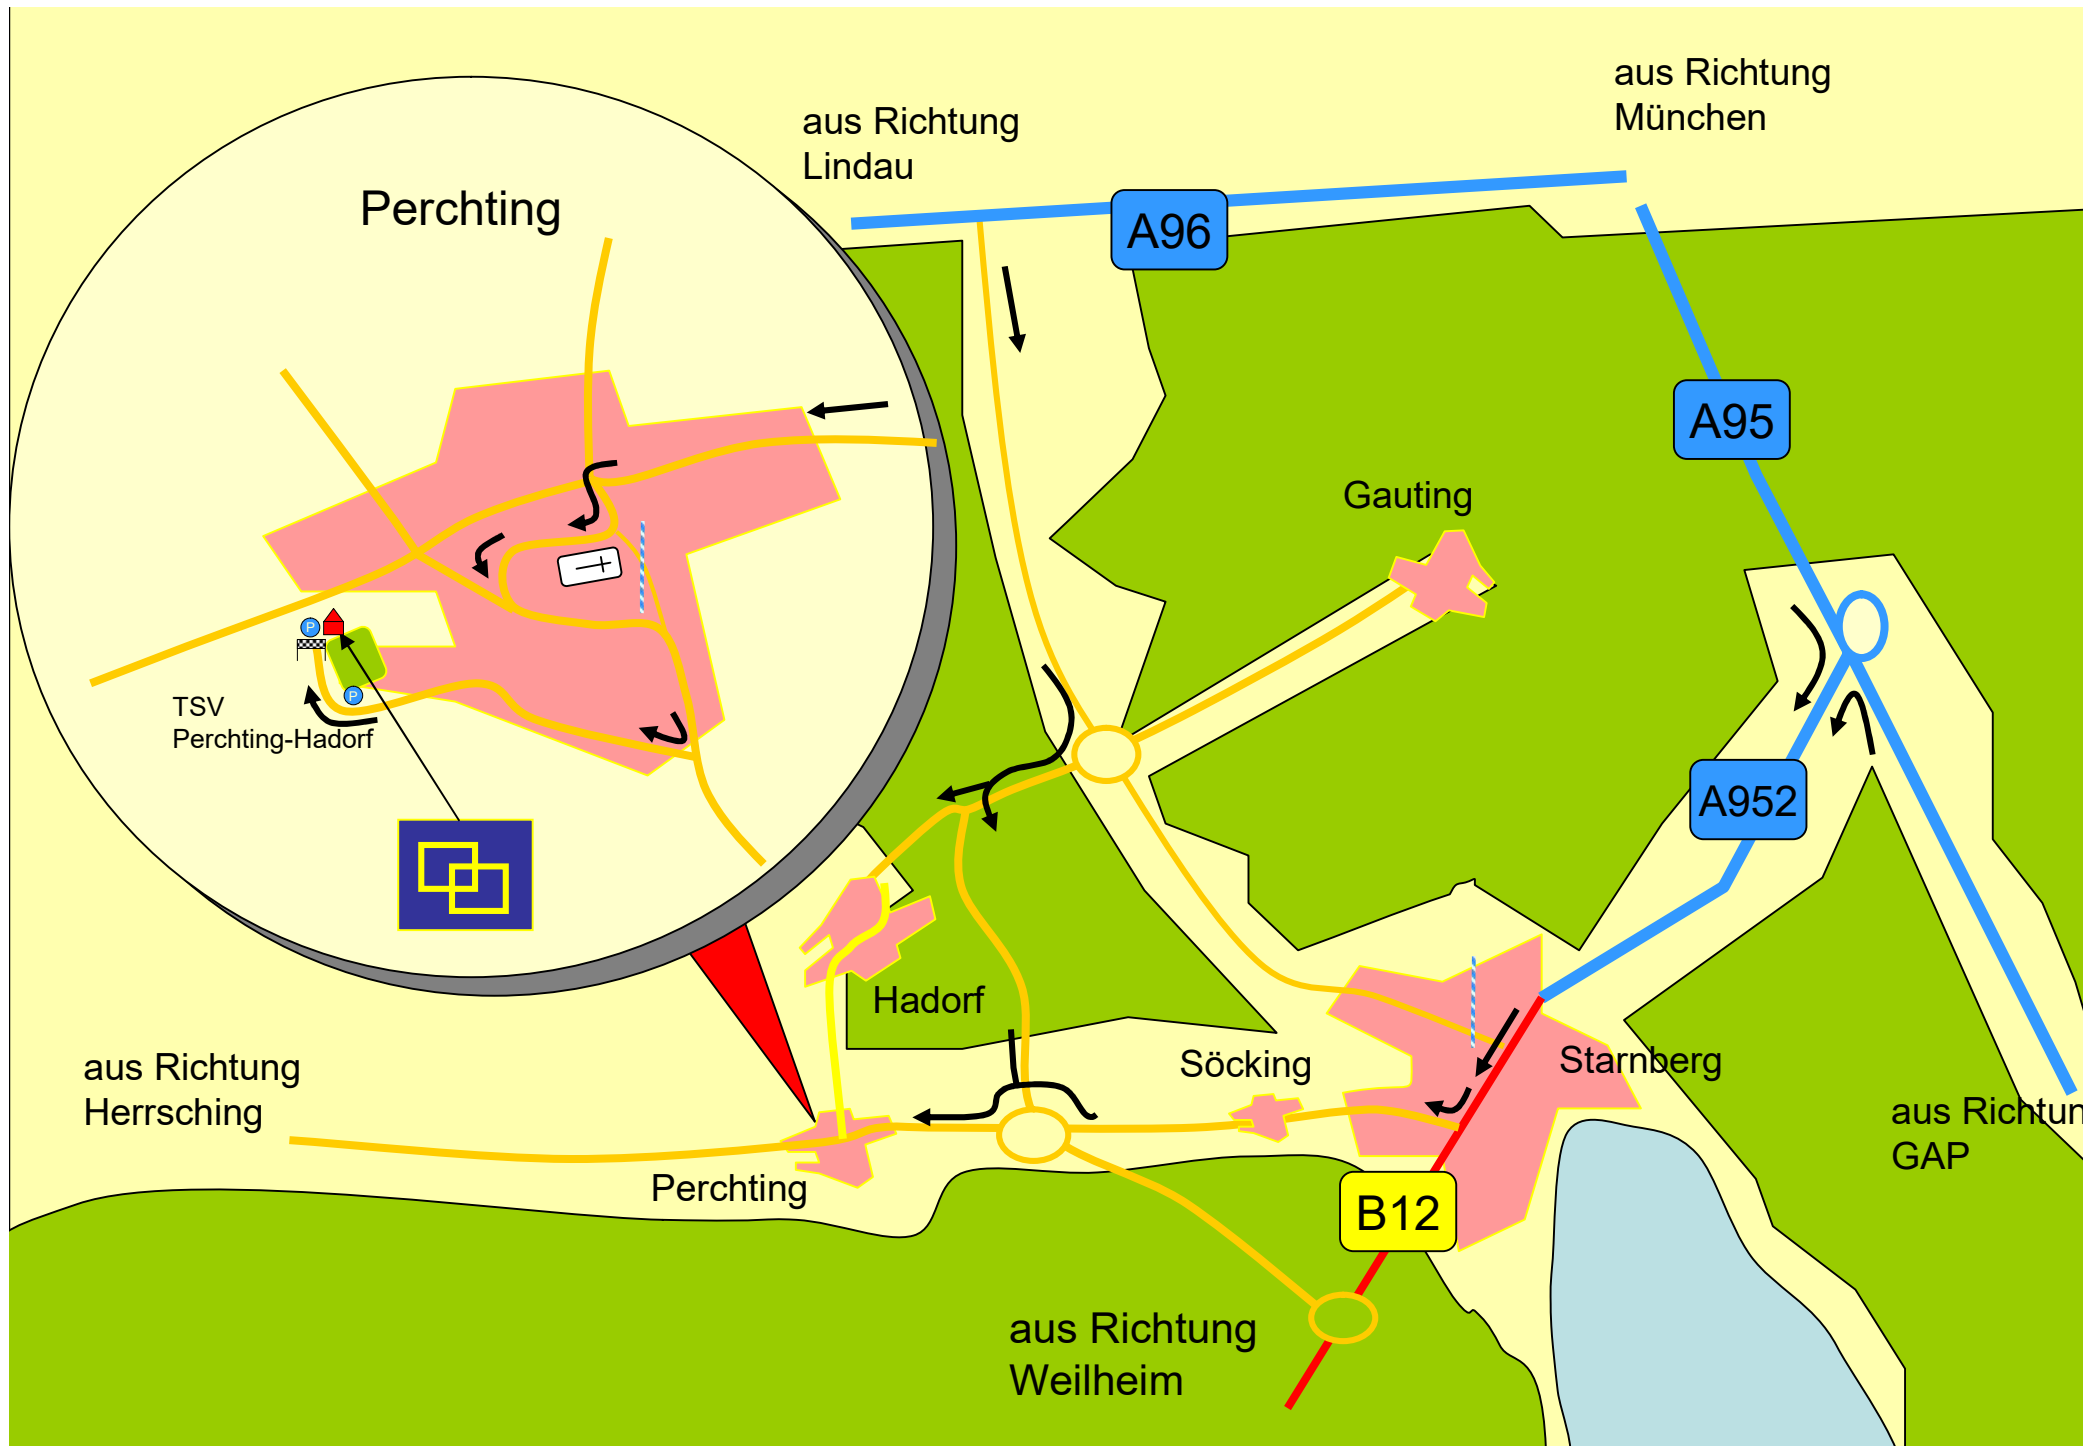 aus Richtung
München
aus Richtung
Lindau
Perchting
A96
A95
Gauting
P
P
TSV
Perchting-Hadorf
A952
Hadorf
Söcking
Starnberg
aus Richtung
Herrsching
aus Richtun
GAP
Perchting
B12
aus Richtung
Weilheim